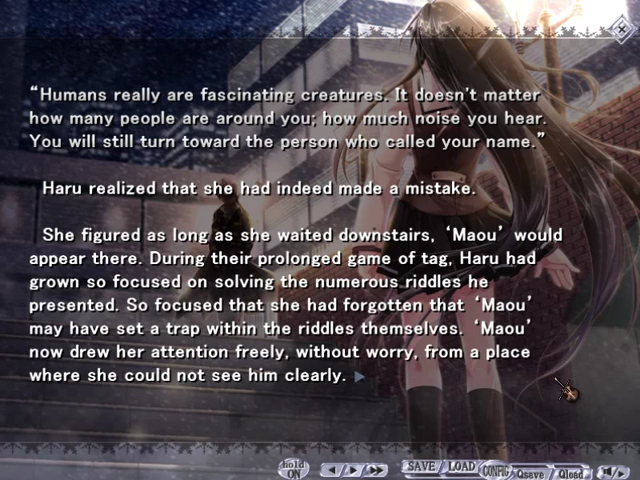 “Humans really are fascinating creatures. It doesn't matter
how many people are around you; how much noise you hear.
You will still turn toward the person who called your name.”
Haru realized that she had indeed made a mistake.
She figured as long as she waited downstairs, ‘Maou’ would
appear there. During their prolonged game of tag, Haru had
grown so focused on solving the numerous riddles he
presented. So focused that she had forgotten that ‘Maou’
may have set a trap within the riddles themselves. ‘Maou’
now drew her attention freely, without worry, from a place
where she could not see him clearly.
hold
ON
SAVE LOAD CONFIG Qsave Qload